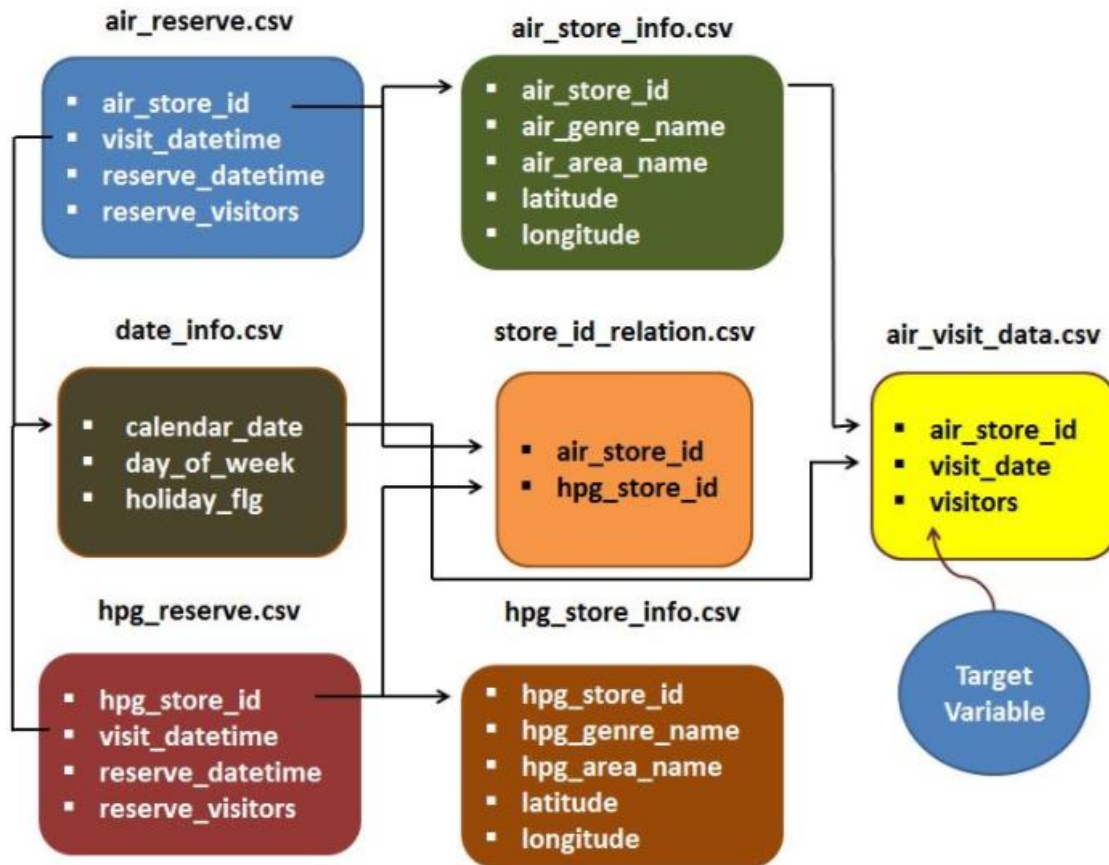 air_reserve.csv
▪ air_store_id
▪ visit_datetime
▪ reserve_datetime
▪ reserve_visitors
air_store_info.csv
▪ air_store_id
▪ air_genre_name
▪ air_area_name
▪ latitude
▪ longitude
date_info.csv
▪ calendar_date
▪ day_of_week
▪ holiday_flg
store_id_relation.csv
▪ air_store_id
▪ hpg_store_id
air_visit_data.csv
▪ air_store_id
▪ visit_date
▪ visitors
hpg_reserve.csv
▪ hpg_store_id
▪ visit_datetime
▪ reserve_datetime
▪ reserve_visitors
hpg_store_info.csv
▪ hpg_store_id
▪ hpg_genre_name
▪ hpg_area_name
▪ latitude
▪ longitude
Target
Variable